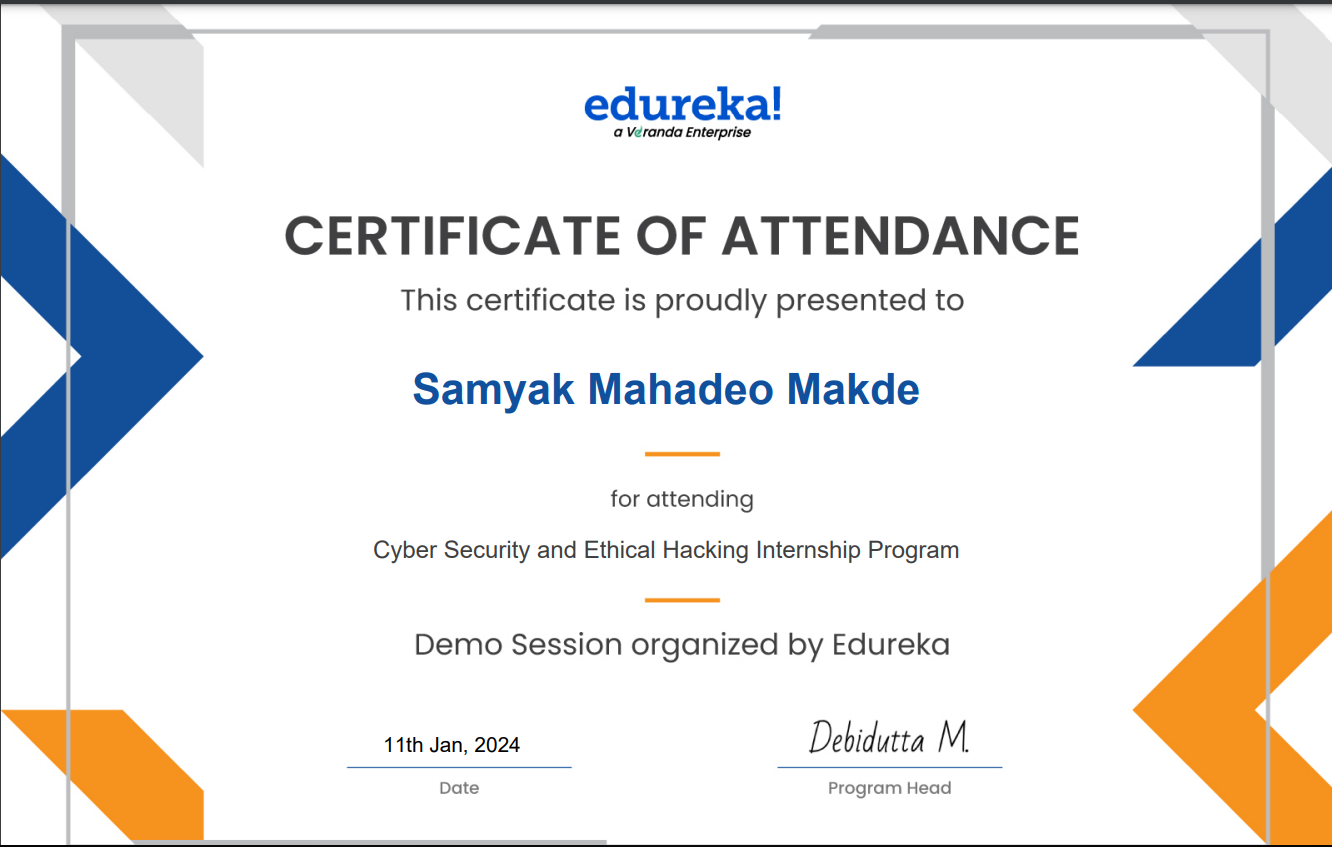 edureka!
a Veranda Enterprise
CERTIFICATE OF ATTENDANCE
This certificate is proudly presented to
Samyak Mahadeo Makde
for attending
Cyber Security and Ethical Hacking Internship Program
Demo Session organized by Edureka
11th Jan, 2024
Debidutta M.
Date
Program Head